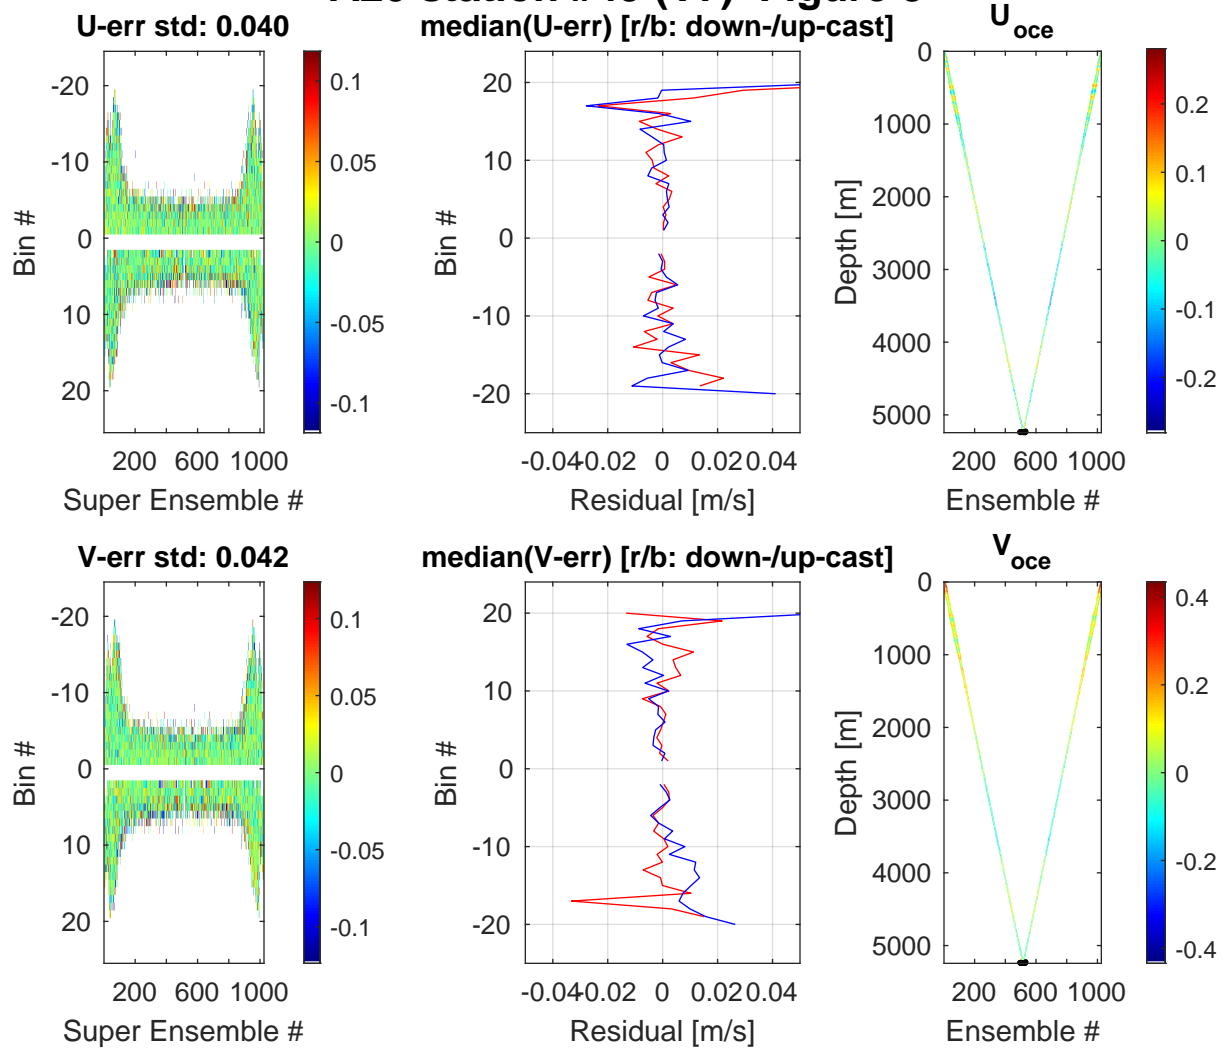 U-err std: 0.040
median(U-err) [r/b: down-/up-cast]
U oce
-20
-10
0
10
20
Bin #
200 600 1000
Super Ensemble #
0.1
0.05
0
-0.05
-0.1
20
10
0
-10
-20
Bin #
-0.04 -0.02 0 0.02 0.04
Residual [m/s]
0
1000
2000
3000
4000
5000
Depth [m]
200 600 1000
Ensemble #
0.2
0.1
0
-0.1
-0.2
V-err std: 0.042
median(V-err) [r/b: down-/up-cast]
V oce
-20
-10
0
10
20
Bin #
200 600 1000
Super Ensemble #
0.1
0.05
0
-0.05
-0.1
20
10
0
-10
-20
Bin #
-0.04 -0.02 0 0.02 0.04
Residual [m/s]
0
1000
2000
3000
4000
5000
Depth [m]
200 600 1000
Ensemble #
0.4
0.2
0
-0.2
-0.4